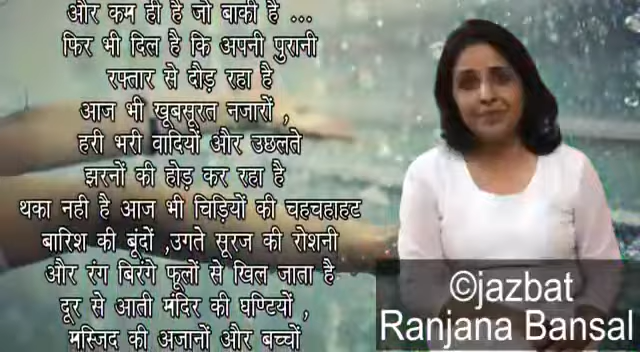 और कम ही है जो बाकी है ...
फिर भी दिल है कि अपनी पुरानी
रफ्तार से दौड़ रहा है
आज भी खूबसूरत नजारों ,
हरी भरी वादियों और उछलते
झरनों की होड़ कर रहा है
थका नही है आज भी चिड़ियों की चहचहाहट
बारिश की बूंदों ,उगते सूरज की रोशनी
और रंग बिरंगे फूलों से खिल जाता है
दूर से आती मंदिर की घण्टियों ,
मस्जिद की अजानों और बच्चों
©jazbat
Ranjana Bansal